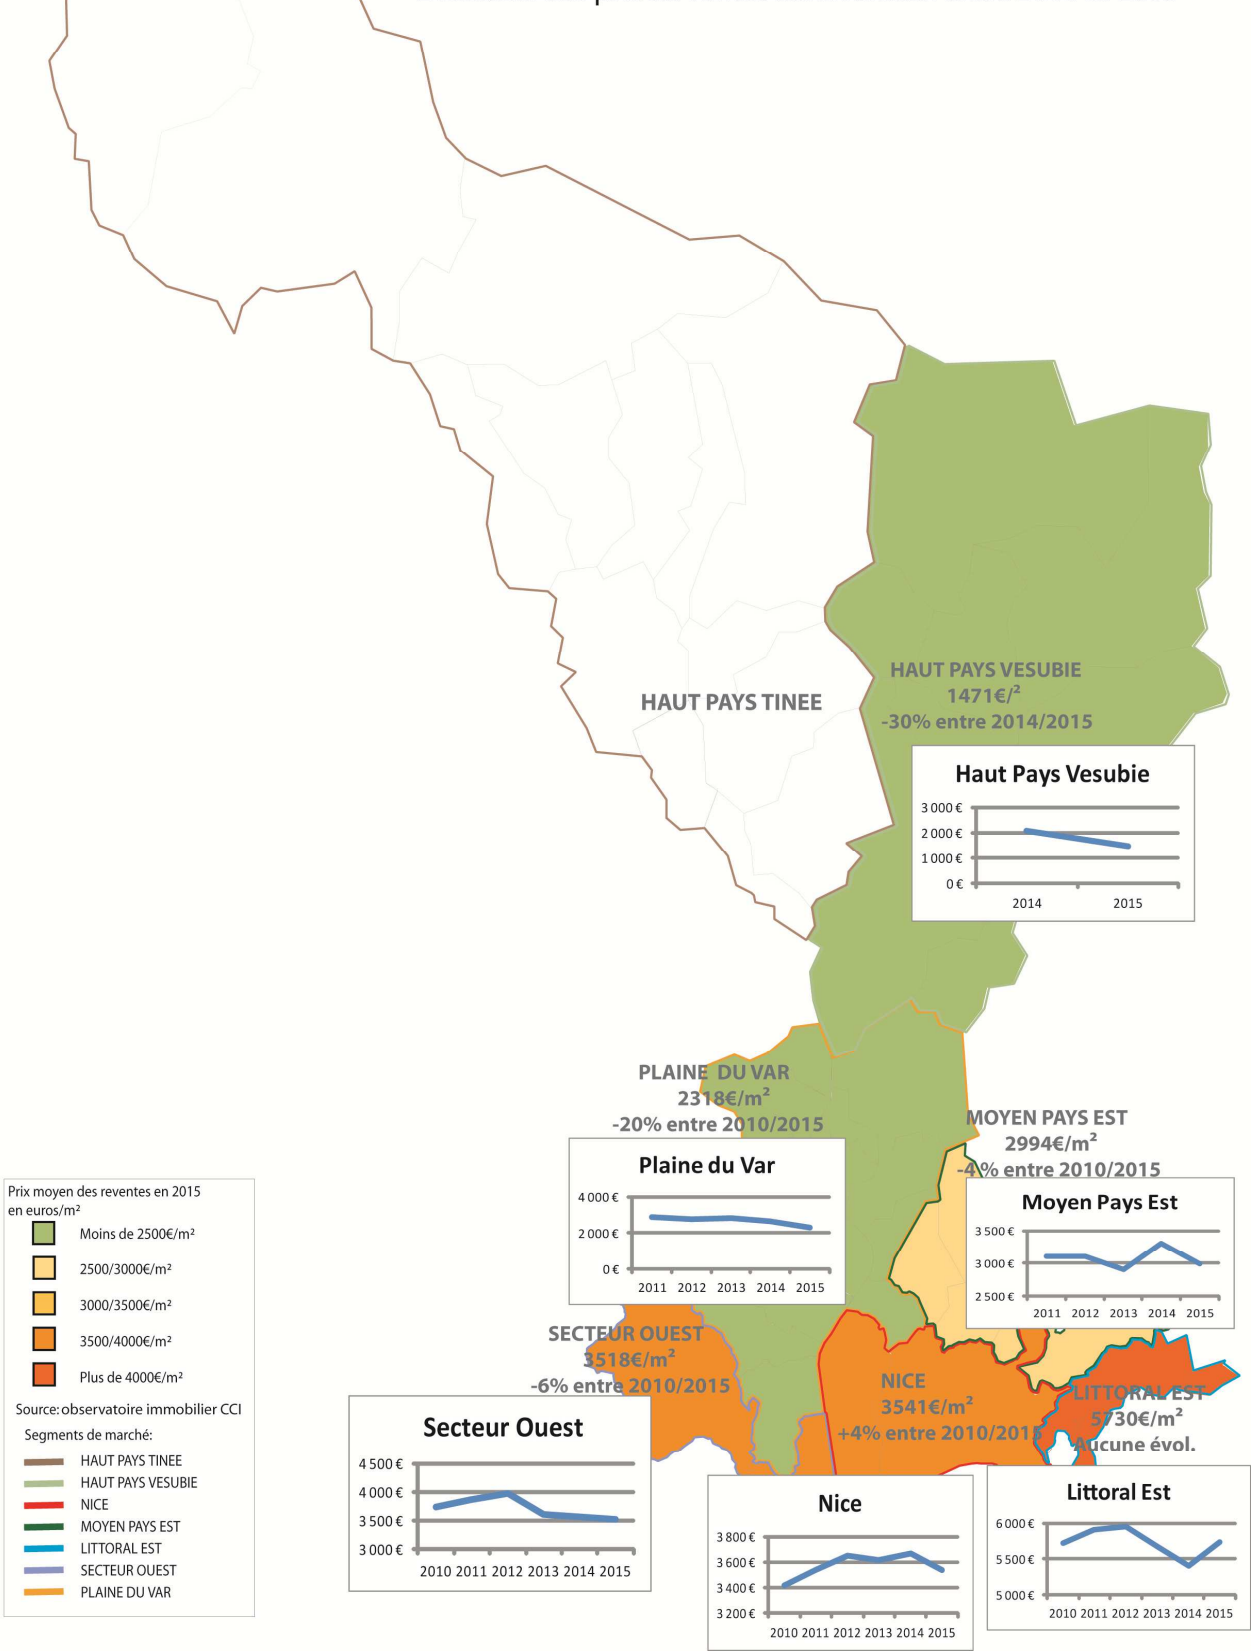 HAUT PAYS TINEE
HAUT PAYS VESUBIE
1471€/²
-30% entre 2014/2015
Haut Pays Vesubie
3 000 €
2 000 €
1 000 €
0 €
2014 2015
PLAINE DU VAR
2318€/m²
-20% entre 2010/2015
Plaine du Var
4 000 €
2 000 €
0 €
2011 2012 2013 2014 2015
MOYEN PAYS EST
2994€/m²
-4% entre 2010/2015
Moyen Pays Est
3 500 €
3 000 €
2 500 €
2011 2012 2013 2014 2015
SECTEUR OUEST
3518€/m²
-6% entre 2010/2015
Secteur Ouest
4 500 €
4 000 €
3 500 €
3 000 €
2010 2011 2012 2013 2014 2015
NICE
3541€/m²
+4% entre 2010/2015
Nice
3 800 €
3 600 €
3 400 €
3 200 €
2010 2011 2012 2013 2014 2015
LITTORAL EST
5730€/m²
Aucune évol.
Littoral Est
6 000 €
5 500 €
5 000 €
2010 2011 2012 2013 2014 2015
Prix moyen des reventes en 2015
en euros/m²
Moins de 2500€/m²
2500/3000€/m²
3000/3500€/m²
3500/4000€/m²
Plus de 4000€/m²
Source: observatoire immobilier CCI
Segments de marché:
HAUT PAYS TINEE
HAUT PAYS VESUBIE
NICE
MOYEN PAYS EST
LITTORAL EST
SECTEUR OUEST
PLAINE DU VAR